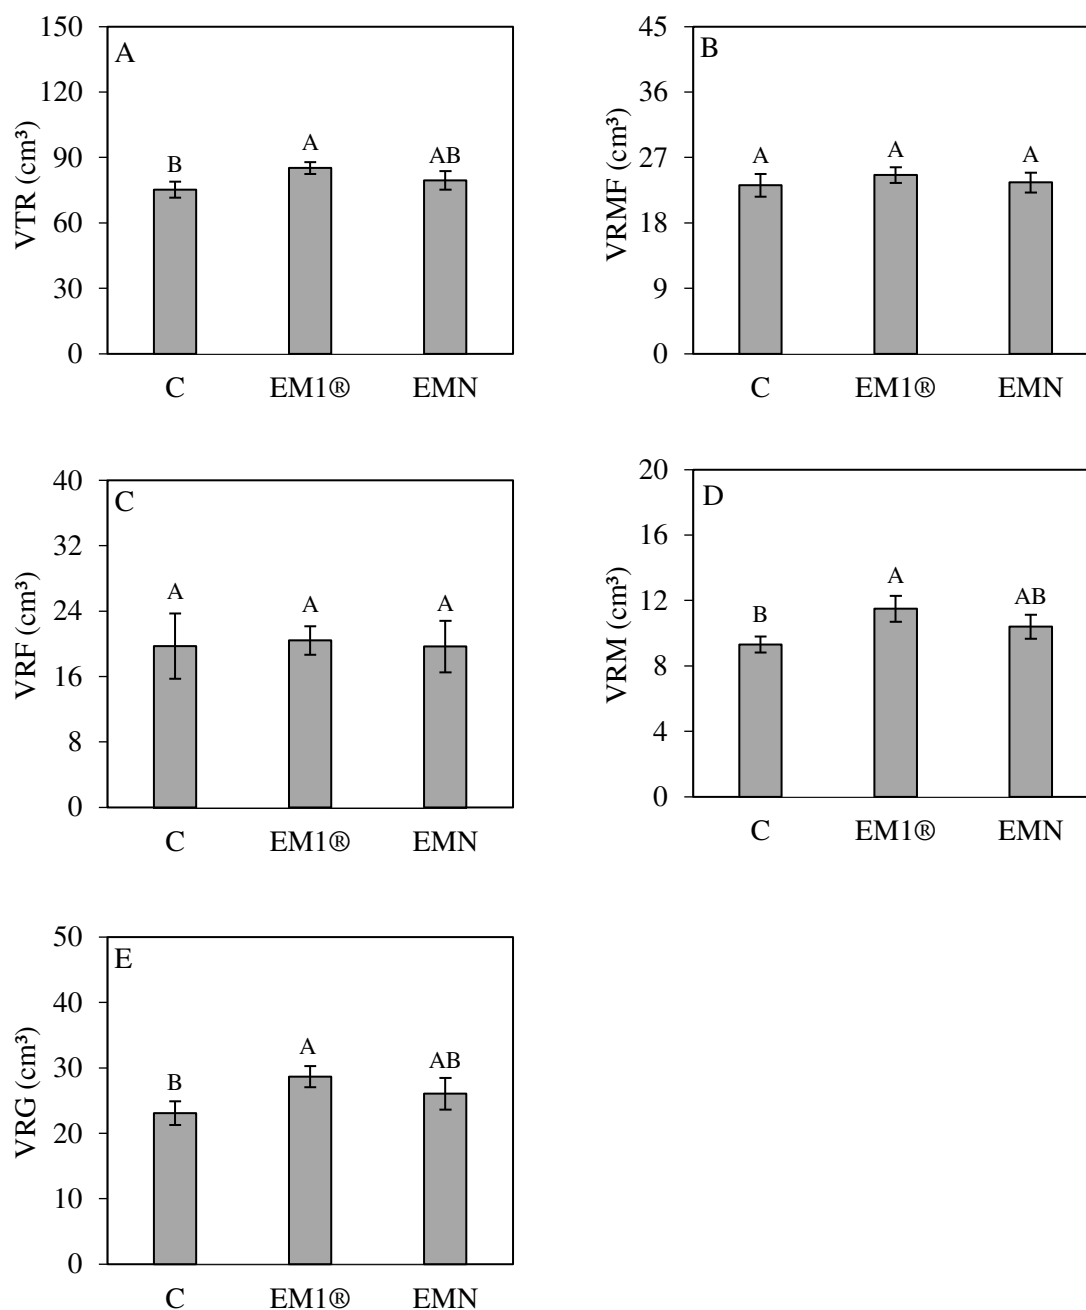 A
VTR (cm³)
150
120
90
60
30
0
B
A
AB
C
EM1®
EMN
B
VRMF (cm³)
45
36
27
18
9
0
A
A
A
C
EM1®
EMN
C
VRF (cm³)
40
32
24
16
8
0
A
A
A
C
EM1®
EMN
D
VRM (cm³)
20
16
12
8
4
0
B
A
AB
C
EM1®
EMN
E
VRG (cm³)
50
40
30
20
10
0
B
A
AB
C
EM1®
EMN